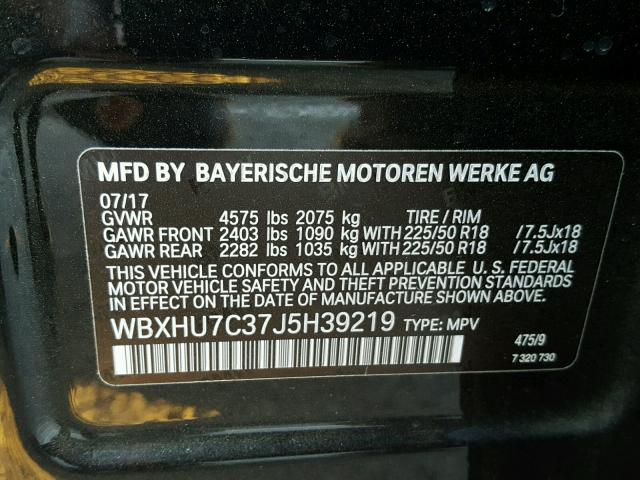 MFD BY BAYERISCHE MOTOREN WERKE AG
07/17
GVWR 4575 lbs 2075 kg TIRE / RIM
GAWR FRONT 2403 lbs 1090 kg WITH 225/50 R18 /7.5Jx18
GAWR REAR 2282 lbs 1035 kg WITH 225/50 R18 /7.5Jx18
THIS VEHICLE CONFORMS TO ALL APPLICABLE U. S. FEDERAL
MOTOR VEHICLE SAFETY AND THEFT PREVENTION STANDARDS
IN EFFECT ON THE DATE OF MANUFACTURE SHOWN ABOVE.
WBXHU7C37J5H39219 TYPE: MPV
475/9
7 320 730